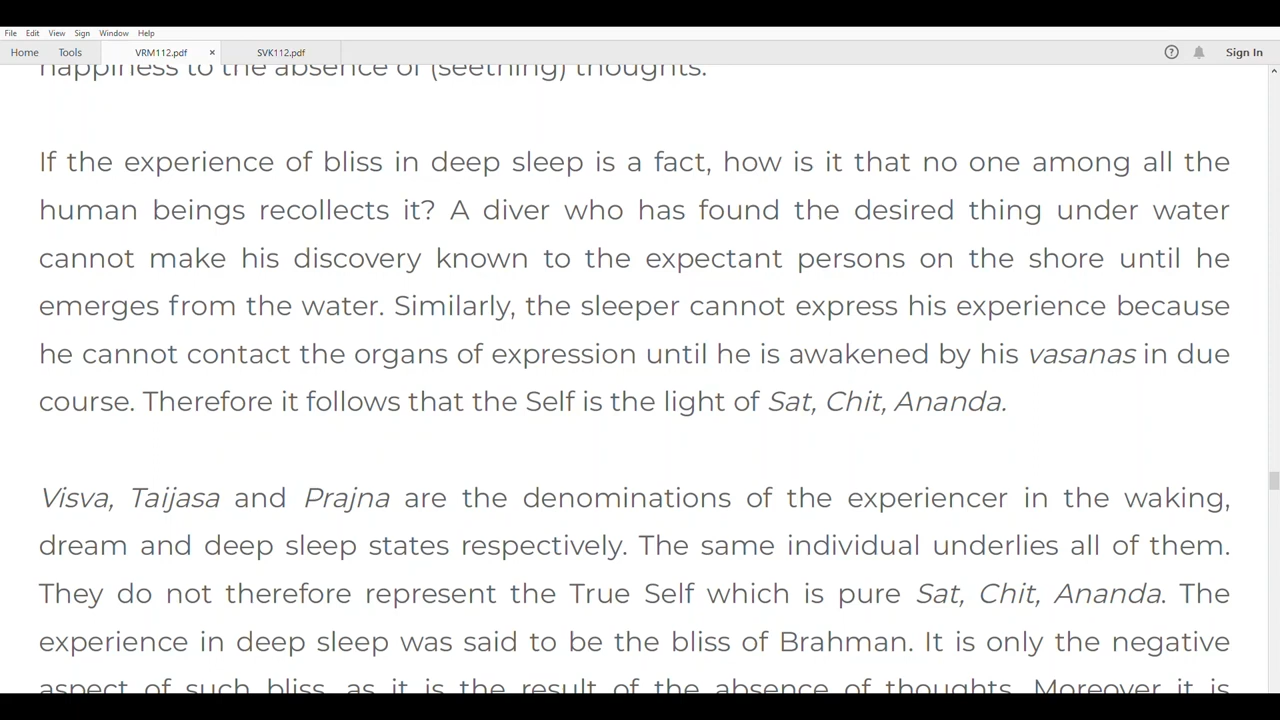 File Edit View Sign Window Help
Home Tools VRM112.pdf × SVK112.pdf ? Sign In
happiness to the absence of (seething) thoughts.
If the experience of bliss in deep sleep is a fact, how is it that no one among all the
human beings recollects it? A diver who has found the desired thing under water
cannot make his discovery known to the expectant persons on the shore until he
emerges from the water. Similarly, the sleeper cannot express his experience because
he cannot contact the organs of expression until he is awakened by his vasanas in due
course. Therefore it follows that the Self is the light of Sat, Chit, Ananda.
Visva, Taijasa and Prajna are the denominations of the experiencer in the waking,
dream and deep sleep states respectively. The same individual underlies all of them.
They do not therefore represent the True Self which is pure Sat, Chit, Ananda. The
experience in deep sleep was said to be the bliss of Brahman. It is only the negative
aspect of such bliss, as it is the result of the absence of thoughts. Moreover it is